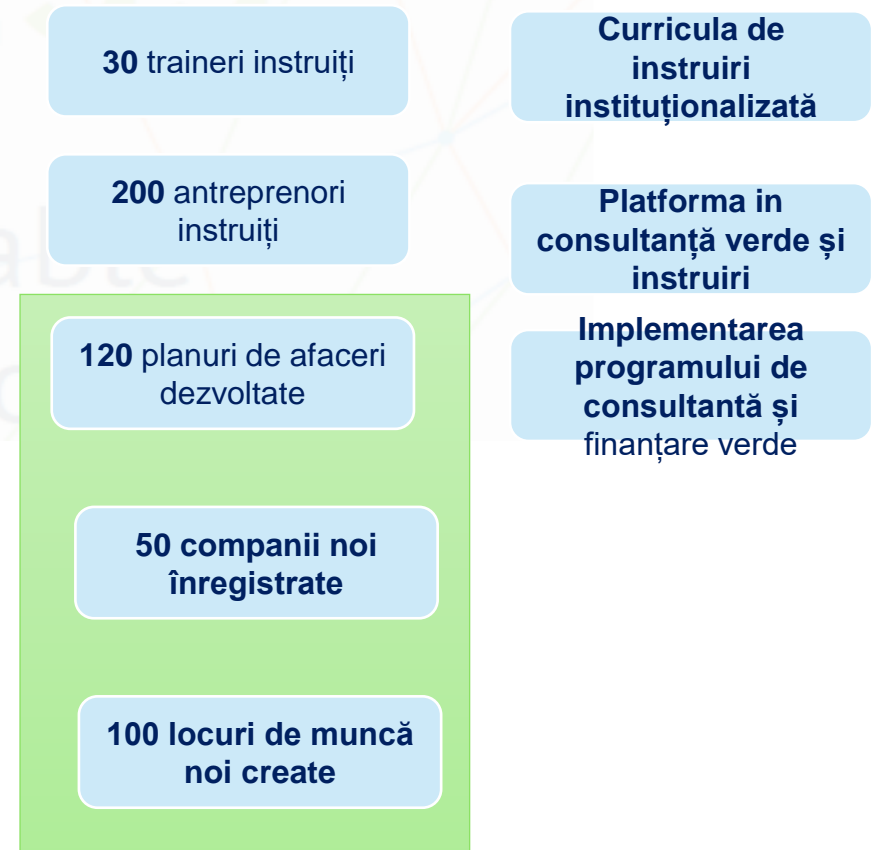 30 traineri instruiți
200 antreprenori
instruiți
120 planuri de afaceri
dezvoltate
50 companii noi
înregistrate
100 locuri de muncă
noi create
Curricula de
instruiri
instituționalizată
Platforma in
consultanță verde și
instruiri
Implementarea
programului de
consultantă și
finanțare verde